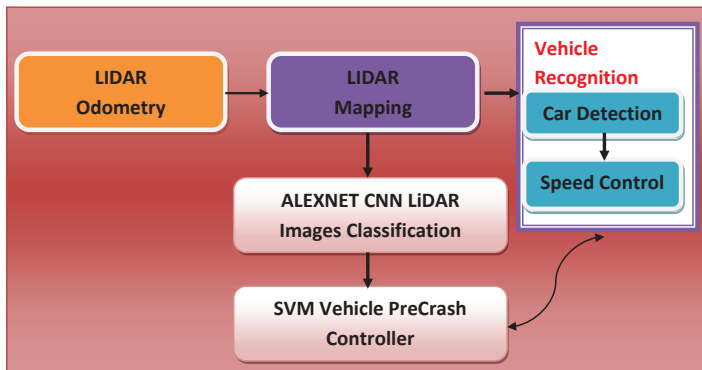 LIDAR
Odometry
LIDAR
Mapping
Vehicle
Recognition
Car Detection
Speed Control
ALEXNET CNN LiDAR
Images Classification
SVM Vehicle PreCrash
Controller